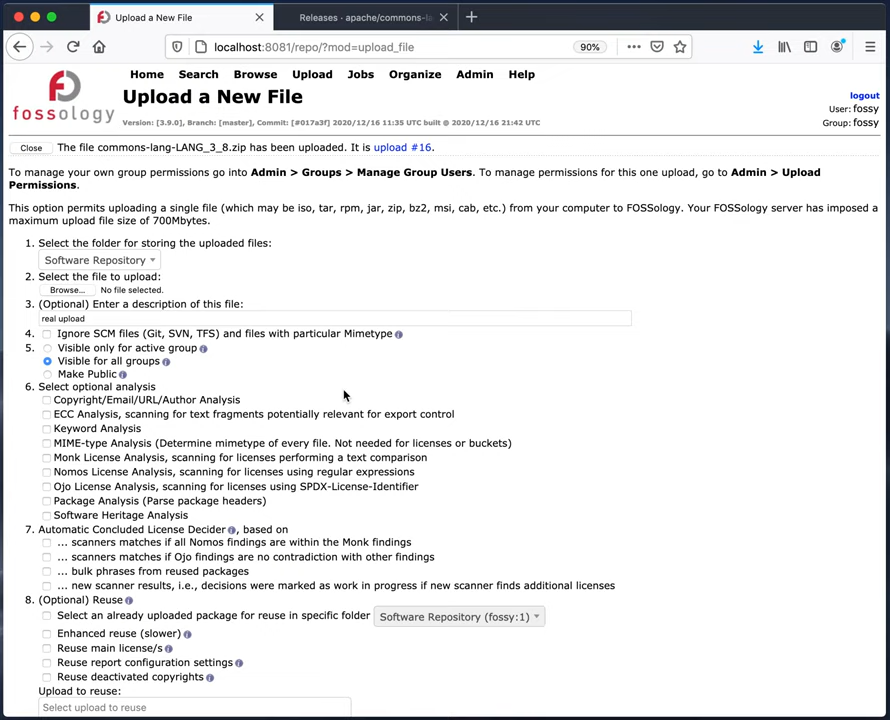 Upload a New File
Releases · apache/commons-la
localhost:8081/repo/?mod=upload_file
90%
Home Search Browse Upload Jobs Organize Admin Help
fossology
Upload a New File
logout
User: fossy
Group: fossy
Version: [3.9.0], Branch: [master], Commit: [#017a3f] 2020/12/16 11:35 UTC built @ 2020/12/16 21:42 UTC
Close The file commons-lang-LANG_3_8.zip has been uploaded. It is upload #16.
To manage your own group permissions go into Admin > Groups > Manage Group Users. To manage permissions for this one upload, go to Admin > Upload
Permissions.
This option permits uploading a single file (which may be iso, tar, rpm, jar, zip, bz2, msi, cab, etc.) from your computer to FOSSology. Your FOSSology server has imposed a
maximum upload file size of 700Mbytes.
1. Select the folder for storing the uploaded files:
Software Repository
2. Select the file to upload:
Browse... No file selected.
3. (Optional) Enter a description of this file:
real upload
4. Ignore SCM files (Git, SVN, TFS) and files with particular Mimetype
5. Visible only for active group
Visible for all groups
Make Public
6. Select optional analysis
Copyright/Email/URL/Author Analysis
ECC Analysis, scanning for text fragments potentially relevant for export control
Keyword Analysis
MIME-type Analysis (Determine mimetype of every file. Not needed for licenses or buckets)
Monk License Analysis, scanning for licenses performing a text comparison
Nomos License Analysis, scanning for licenses using regular expressions
Ojo License Analysis, scanning for licenses using SPDX-License-Identifier
Package Analysis (Parse package headers)
Software Heritage Analysis
7. Automatic Concluded License Decider, based on
... scanners matches if all Nomos findings are within the Monk findings
... scanners matches if Ojo findings are no contradiction with other findings
... bulk phrases from reused packages
... new scanner results, i.e., decisions were marked as work in progress if new scanner finds additional licenses
8. (Optional) Reuse
Select an already uploaded package for reuse in specific folder Software Repository (fossy:1)
Enhanced reuse (slower)
Reuse main license/s
Reuse report configuration settings
Reuse deactivated copyrights
Upload to reuse:
Select upload to reuse